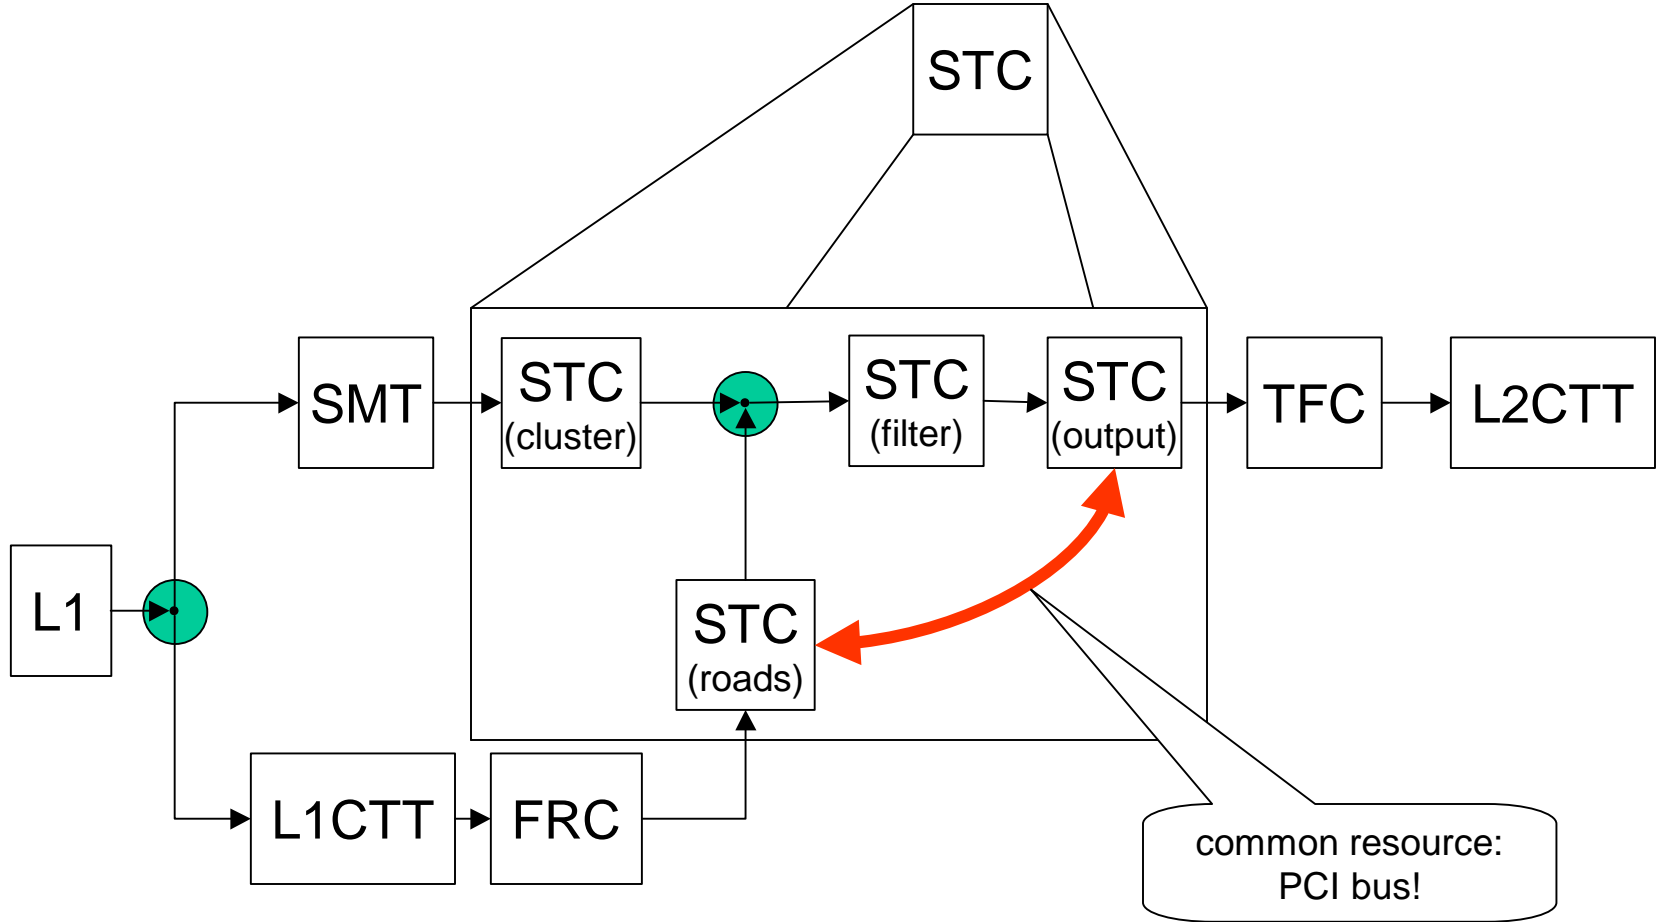 STC
SMT
STC
(cluster)
STC
(filter)
STC
(output)
TFC
L2CTT
L1
STC
(roads)
L1CTT
FRC
common resource:
PCI bus!